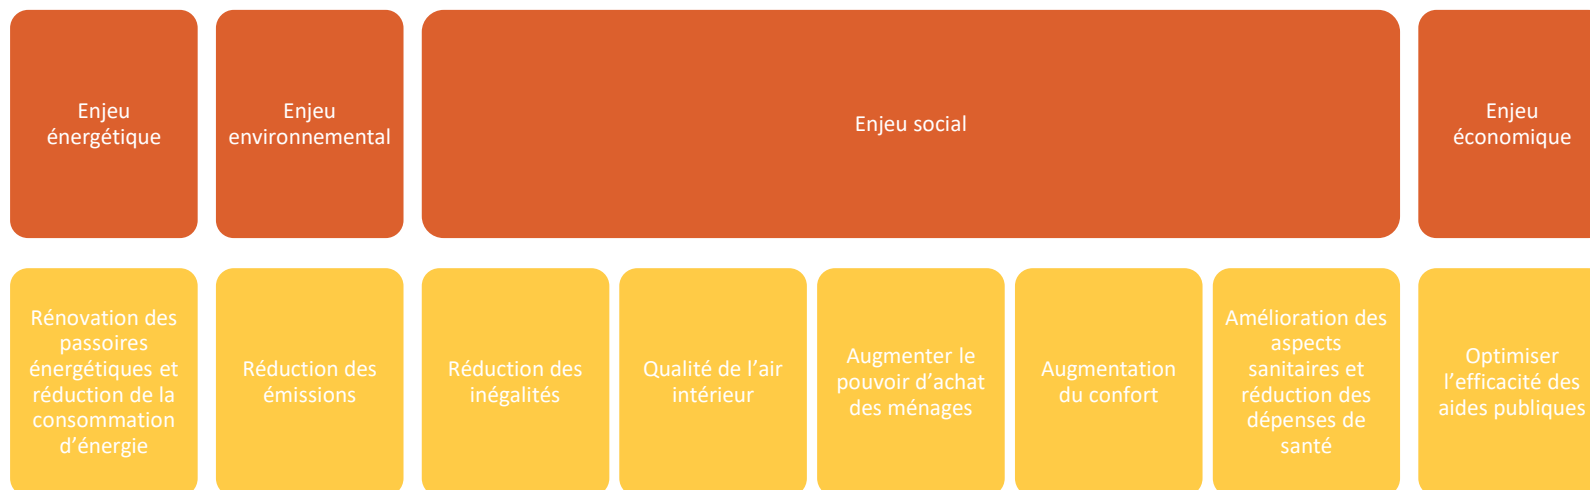 Enjeu
énergétique
Enjeu
environnemental
Enjeu social
Enjeu
économique
Rénovation des
passoires
énergétiques et
réduction de la
consommation
d’énergie
Réduction des
émissions
Réduction des
inégalités
Qualité de l’air
intérieur
Augmenter le
pouvoir d’achat
des ménages
Augmentation
du confort
Amélioration des
aspects
sanitaires et
réduction des
dépenses de
santé
Optimiser
l’efficacité des
aides publiques